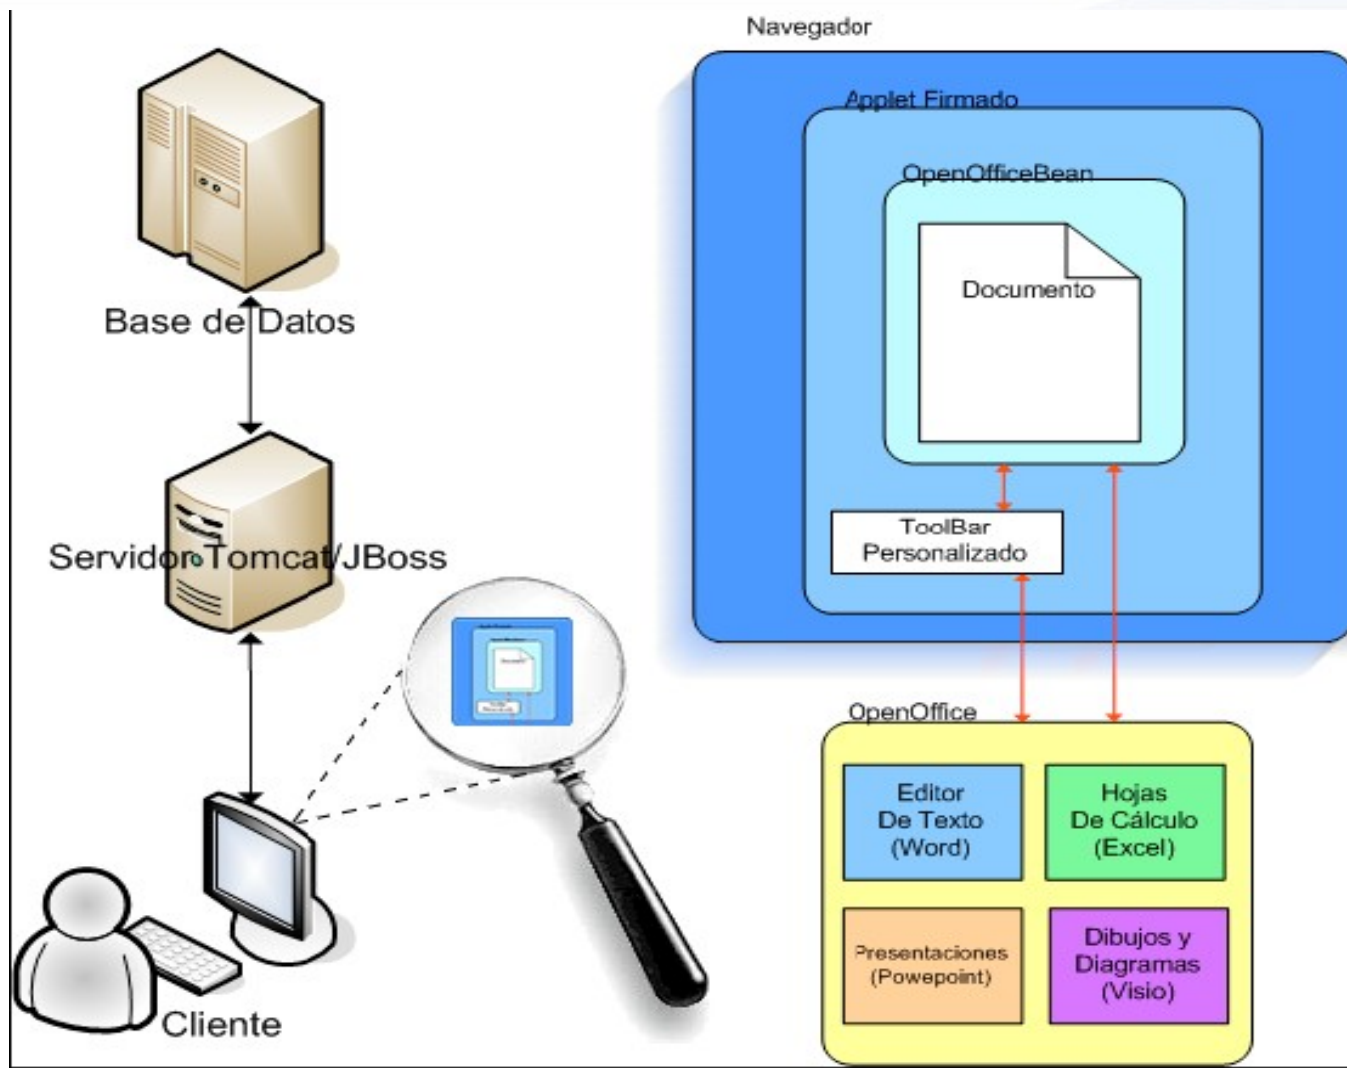 Navegador
Applet Firmado
OpenOfficeBean
Documento
ToolBar
Personalizado
Base de Datos
Servidor Tomcat/JBoss
Cliente
OpenOffice
Editor
De Texto
(Word)
Hojas
De Cálculo
(Excel)
Presentaciones
(Powepoint)
Dibujos y
Diagramas
(Visio)